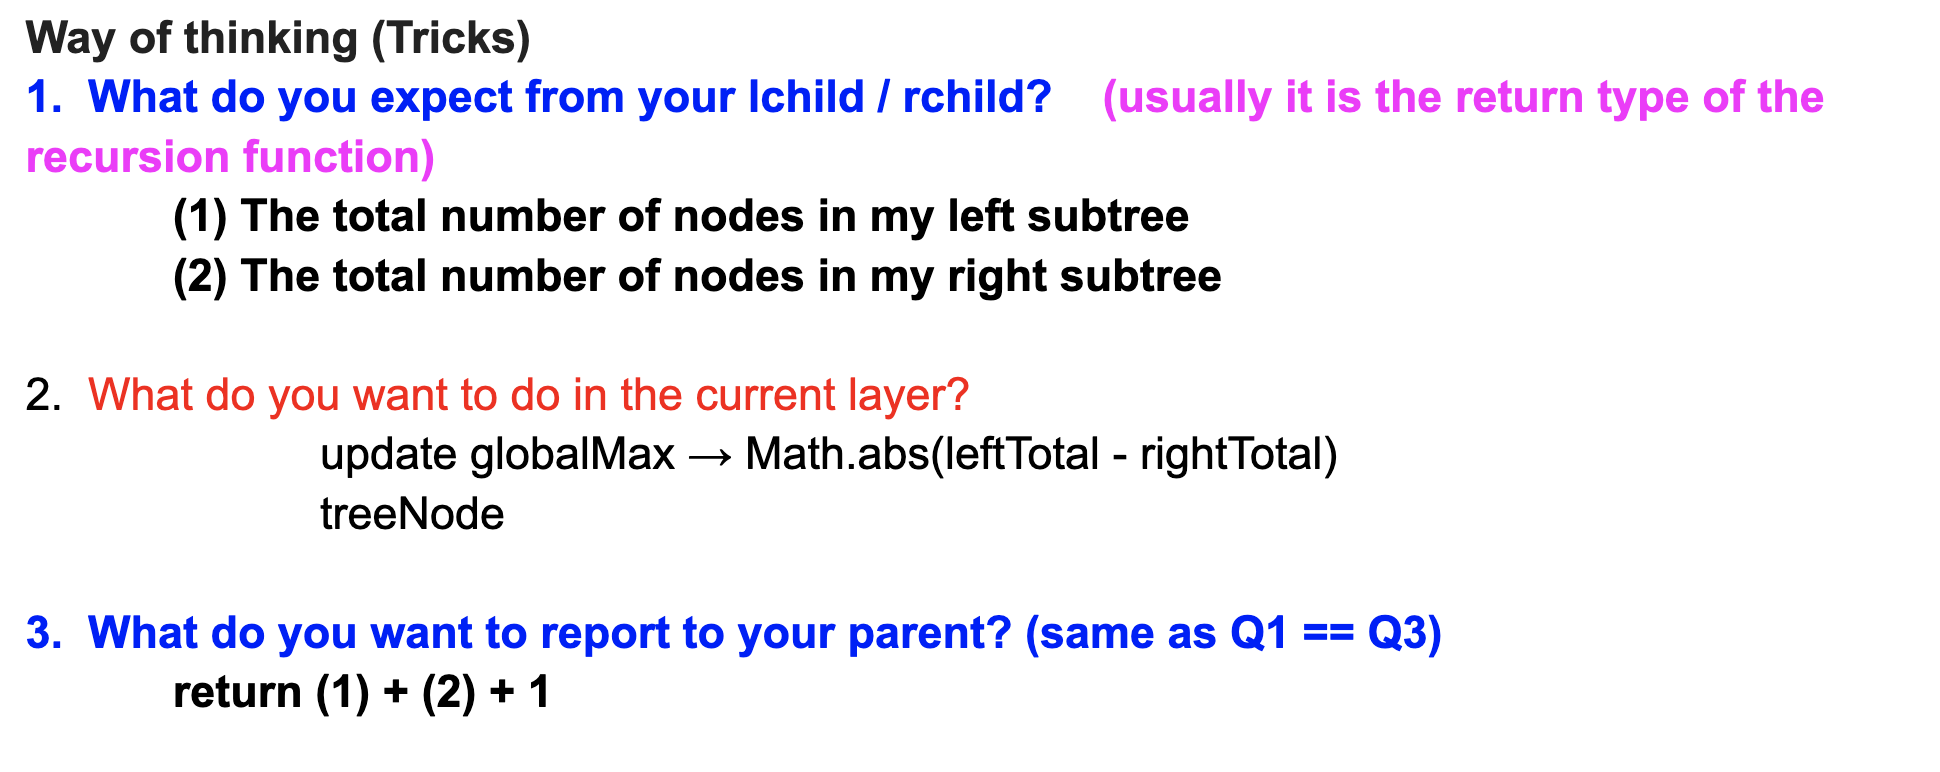 Way of thinking (Tricks)
1. What do you expect from your lchild / rchild? (usually it is the return type of the
recursion function)
(1) The total number of nodes in my left subtree
(2) The total number of nodes in my right subtree
2. What do you want to do in the current layer?
update globalMax → Math.abs(leftTotal - rightTotal)
treeNode
3. What do you want to report to your parent? (same as Q1 == Q3)
return (1) + (2) + 1